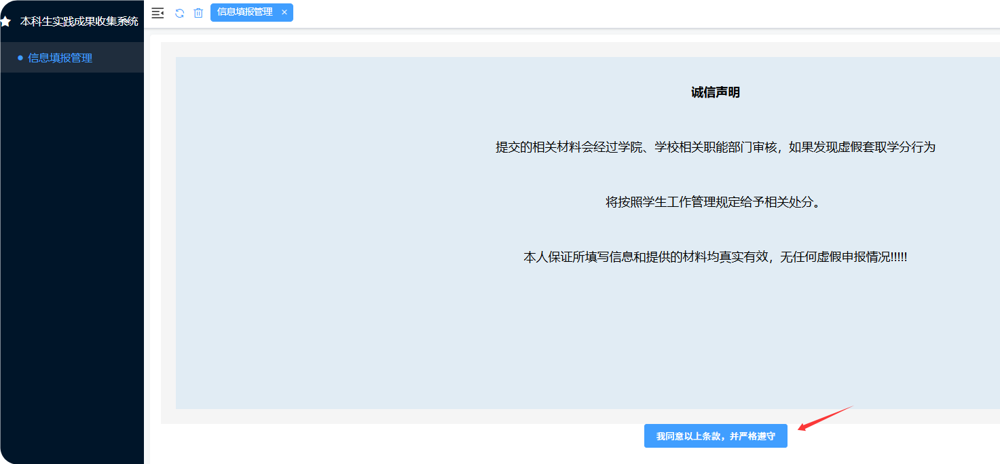 本科生实践成果收集系统
信息填报管理
信息填报管理 ×
诚信声明
提交的相关材料会经过学院、学校相关职能部门审核，如果发现虚假套取学分行为
将按照学生工作管理规定给予相关处分。
本人保证所填写信息和提供的材料均真实有效，无任何虚假申报情况!!!!!
我同意以上条款，并严格遵守